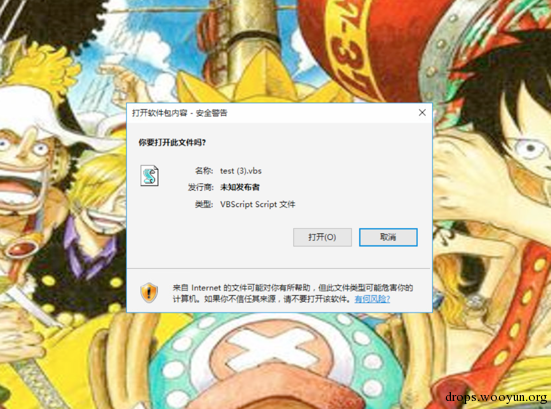 打开软件包内容 - 安全警告
你要打开此文件吗?
名称: test (3).vbs
发行商: 未知发布者
类型: VBScript Script 文件
打开(O) 取消
来自 Internet 的文件可能对你有所帮助，但此文件类型可能危害你的
计算机。如果你不信任其来源，请不要打开该软件。有何风险?
drops.wooyun.org